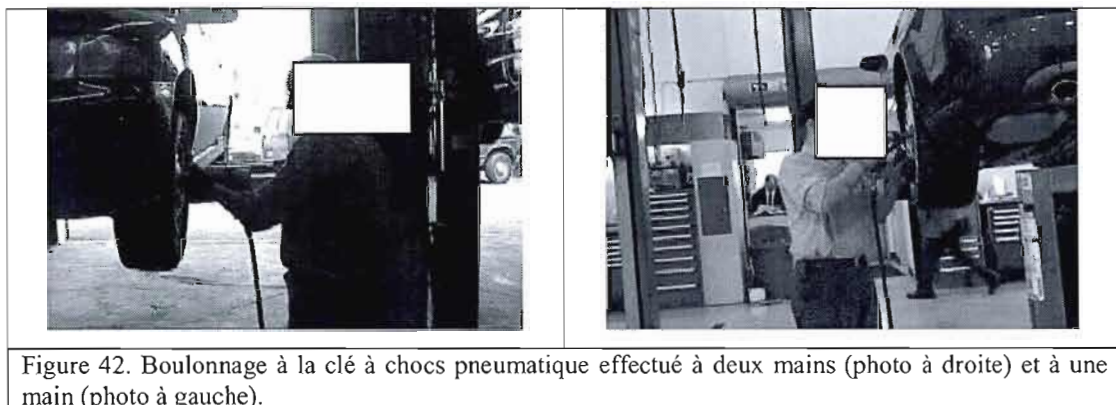 Figure 42. Boulonnage à la clé à chocs pneumatique effectué à deux mains (photo à droite) et à une
main (photo à gauche).